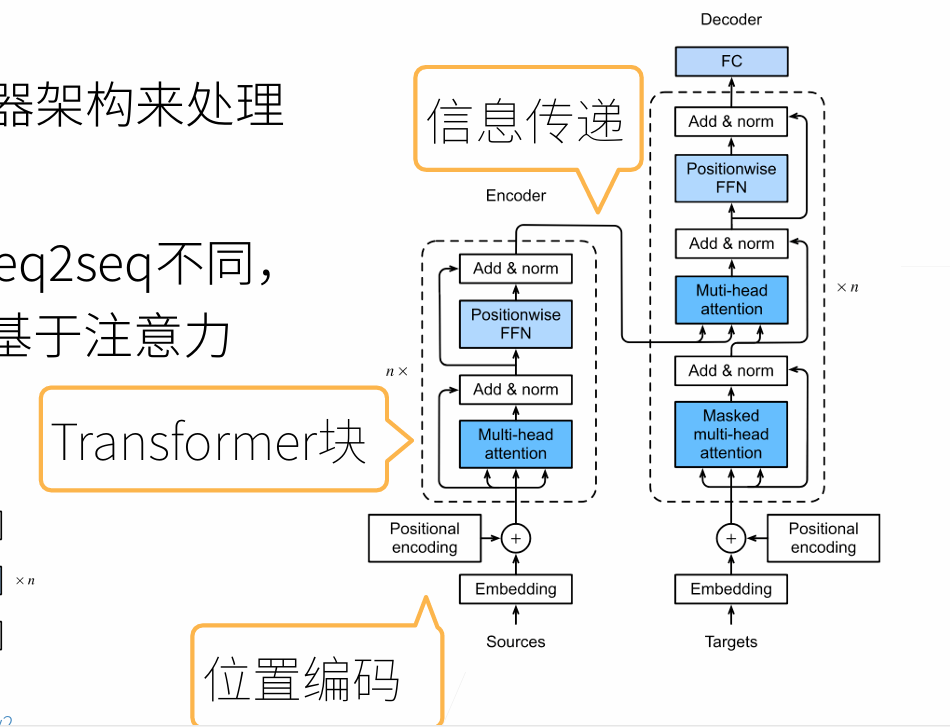 器架构来处理
eq2seq不同，
基于注意力
Transformer块
× n
位置编码
信息传递
Encoder
Add & norm
Positionwise
FFN
n ×
Add & norm
Multi-head
attention
Positional
encoding
+
Embedding
Sources
Decoder
FC
Add & norm
Positionwise
FFN
Add & norm
Muti-head
attention
× n
Add & norm
Masked
multi-head
attention
+
Positional
encoding
Embedding
Targets